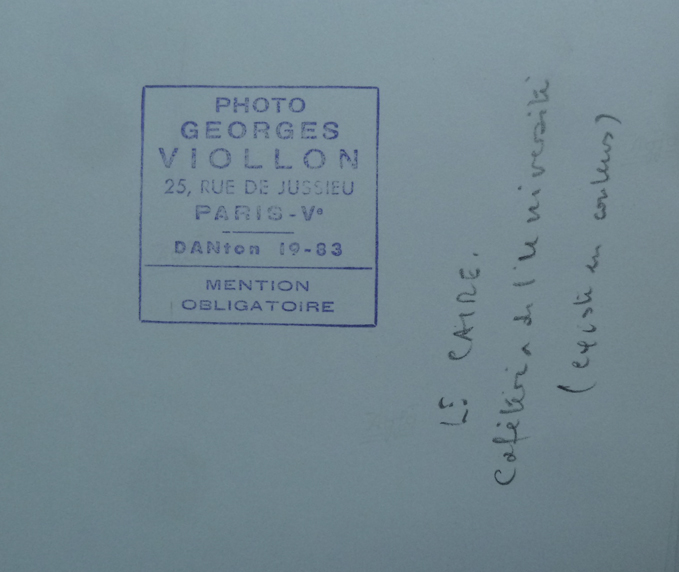 PHOTO
GEORGES
VIOLLON
25, RUE DE JUSSIEU
PARIS-Vᵉ
DANton 19-83
MENTION
OBLIGATOIRE
LE CAIRE.
Cafétéria de l'Université
(existe en couleurs)